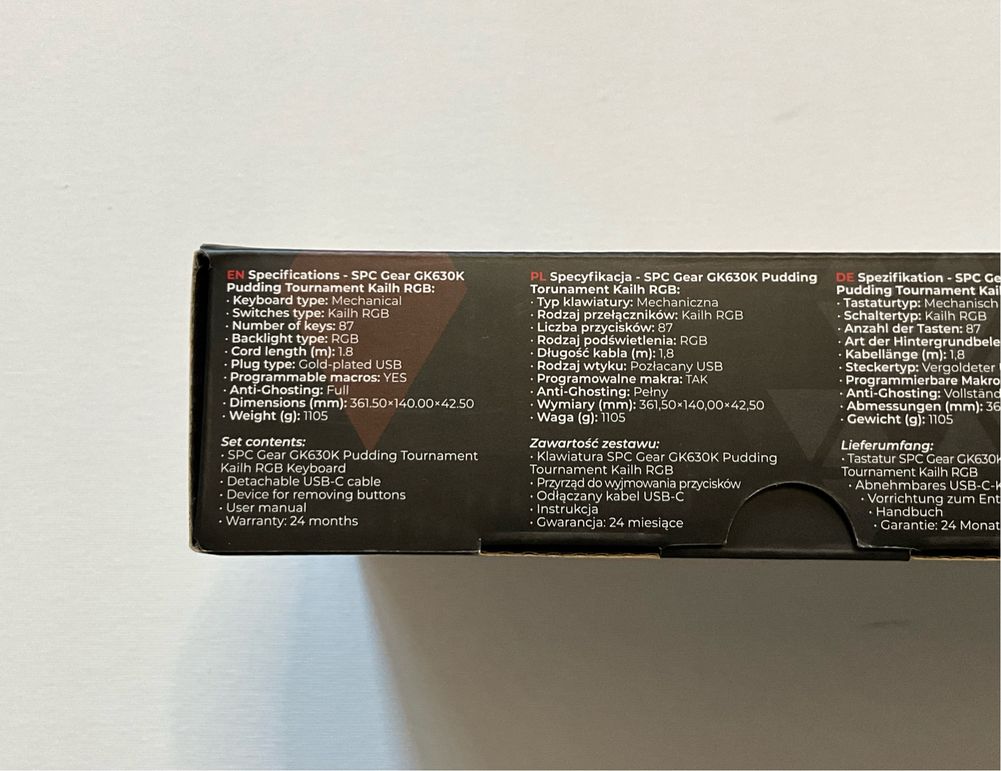 EN Specifications - SPC Gear GK630K
Pudding Tournament Kailh RGB:
· Keyboard type: Mechanical
· Switches type: Kailh RGB
· Number of keys: 87
· Backlight type: RGB
· Cord length (m): 1.8
· Plug type: Gold-plated USB
· Programmable macros: YES
· Anti-Ghosting: Full
· Dimensions (mm): 361.50×140.00×42.50
· Weight (g): 1105
Set contents:
· SPC Gear GK630K Pudding Tournament
Kailh RGB Keyboard
· Detachable USB-C cable
· Device for removing buttons
· User manual
· Warranty: 24 months
PL Specyfikacja - SPC Gear GK630K Pudding
Torunament Kailh RGB:
· Typ klawiatury: Mechaniczna
· Rodzaj przełączników: Kailh RGB
· Liczba przycisków: 87
· Rodzaj podświetlenia: RGB
· Długość kabla (m): 1,8
· Rodzaj wtyku: Pozłacany USB
· Programowalne makra: TAK
· Anti-Ghosting: Pełny
· Wymiary (mm): 361,50×140,00×42,50
· Waga (g): 1105
Zawartość zestawu:
· Klawiatura SPC Gear GK630K Pudding
Tournament Kailh RGB
· Przyrząd do wyjmowania przycisków
· Odłączany kabel USB-C
· Instrukcja
· Gwarancja: 24 miesiące
DE Spezifikation - SPC Ge
Pudding Tournament Kai
· Tastaturtyp: Mechanisch
· Schaltertyp: Kailh RGB
· Anzahl der Tasten: 87
· Art der Hintergrundbele
· Kabellänge (m): 1,8
· Steckertyp: Vergoldeter
· Programmierbare Makro
· Anti-Ghosting: Vollständ
· Abmessungen (mm): 36
· Gewicht (g): 1105
Lieferumfang:
· Tastatur SPC Gear GK630K
Tournament Kailh RGB
· Abnehmbares USB-C-K
· Vorrichtung zum Ent
· Handbuch
· Garantie: 24 Monat